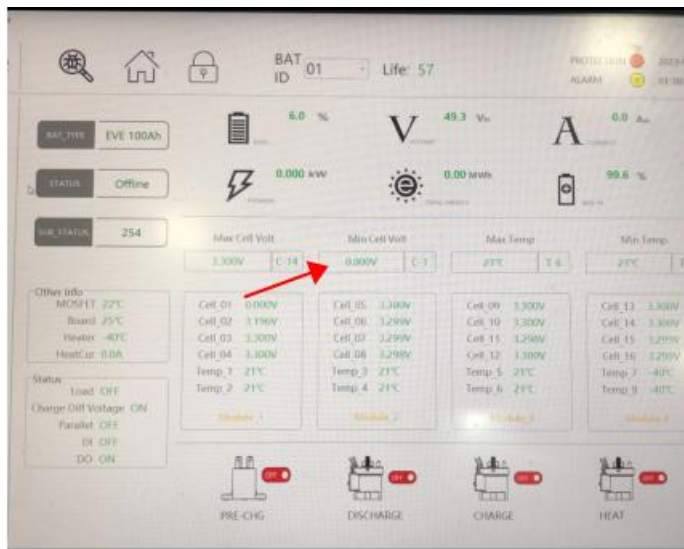 BAT ID 01 Life: 57
PROTECTION
ALARM
BAT_TYPE EVE 100Ah
6.0 %
49.3
0.0
STATUS Offline
0.000 kW
0.00 MWh
99.6 %
SUB_STATUS 254
Max Cell Volt Min Cell Volt Max Temp Min Temp
3.300V C-14 0.000V C-1 21℃ T-6 21℃
Other info
MOSFET 22℃
Board 25℃
Heater -40℃
HeatCur 0.0A
Cell_01 0.000V Cell_05 3.300V Cell_09 3.300V Cell_13 3.300V
Cell_02 3.196V Cell_06 3.299V Cell_10 3.300V Cell_14 3.300V
Cell_03 3.300V Cell_07 3.299V Cell_11 3.298V Cell_15 3.299V
Cell_04 3.300V Cell_08 3.298V Cell_12 3.300V Cell_16 3.299V
Temp_1 21℃ Temp_3 21℃ Temp_5 21℃ Temp_7 -40℃
Temp_2 21℃ Temp_4 21℃ Temp_6 21℃ Temp_8 -40℃
Module_1 Module_2 Module_3 Module_4
Status
Load OFF
Charge Diff Voltage ON
Parallel OFF
DI OFF
DO ON
OFF OFF OFF OFF
PRE-CHG DISCHARGE CHARGE HEAT